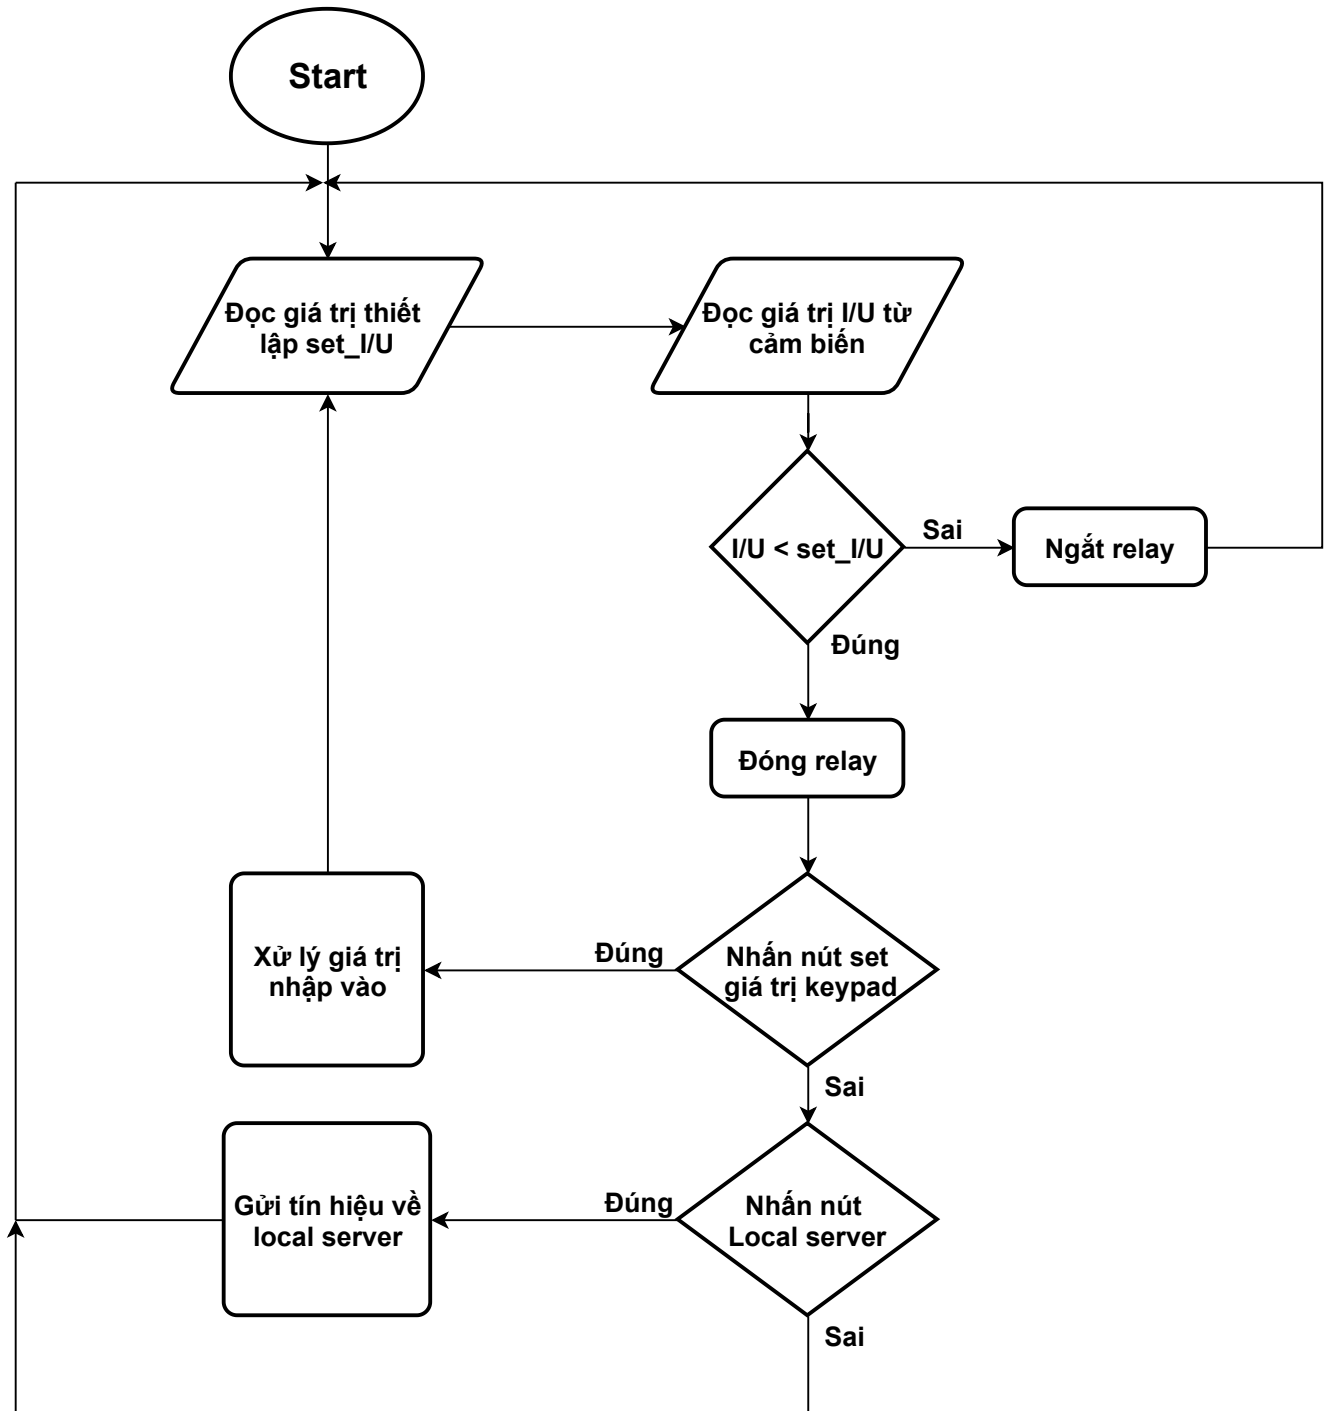 Start
Đọc giá trị thiết
lập set_I/U
Đọc giá trị I/U từ
cảm biến
I/U < set_I/U
Sai
Ngắt relay
Đúng
Đóng relay
Nhấn nút set
giá trị keypad
Đúng
Xử lý giá trị
nhập vào
Sai
Nhấn nút
Local server
Đúng
Gửi tín hiệu về
local server
Sai